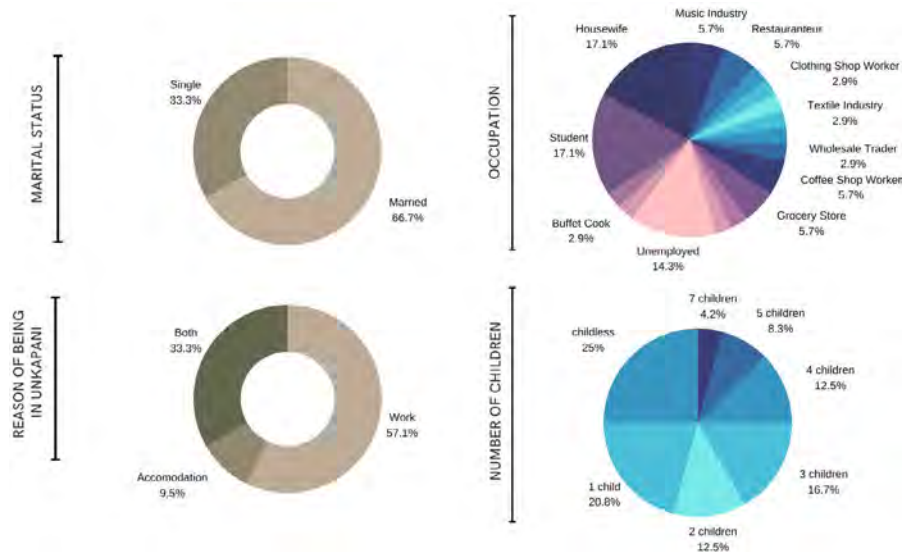 MARITAL STATUS
Single
33.3%
Marned
66.7%
OCCUPATION
Music Industry
5.7%
Restauranteur
5.7%
Clothing Shop Worker
2.9%
Textile Industry
2.9%
Wholesale Trader
2.9%
Coffee Shop Worker
5.7%
Grocery Store
5.7%
Unemployed
14.3%
Buffet Cook
2.9%
Student
17.1%
Housewife
17.1%
REASON OF BEING
IN UNKAPANI
Both
33.3%
Work
57.1%
Accomodation
9.5%
NUMBER OF CHILDREN
7 children
4.2%
5 children
8.3%
4 children
12.5%
3 children
16.7%
2 children
12.5%
1 child
20.8%
childless
25%